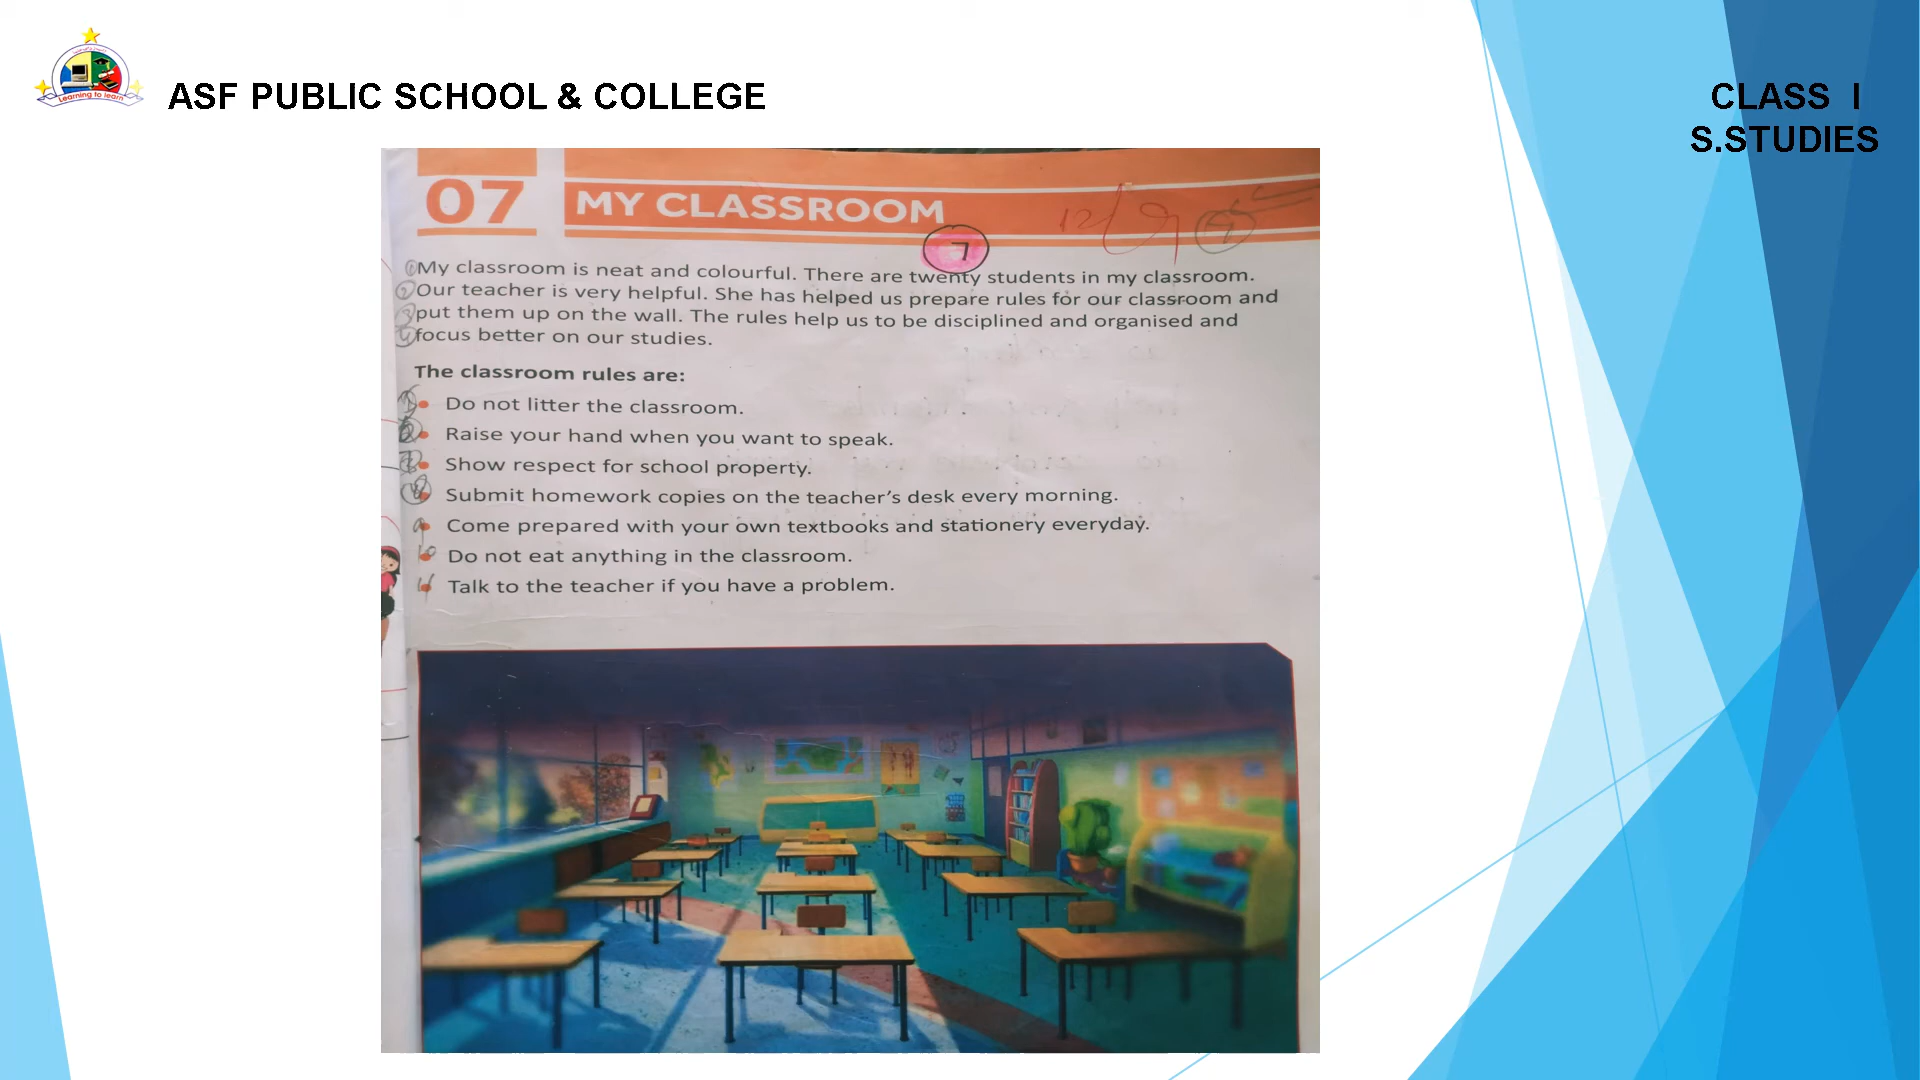 Learning to learn
ASF PUBLIC SCHOOL & COLLEGE
CLASS I
S.STUDIES
07
MY CLASSROOM
7
My classroom is neat and colourful. There are twenty students in my classroom.
Our teacher is very helpful. She has helped us prepare rules for our classroom and
put them up on the wall. The rules help us to be disciplined and organised and
focus better on our studies.
The classroom rules are:
• Do not litter the classroom.
• Raise your hand when you want to speak.
• Show respect for school property.
• Submit homework copies on the teacher's desk every morning.
• Come prepared with your own textbooks and stationery everyday.
• Do not eat anything in the classroom.
• Talk to the teacher if you have a problem.